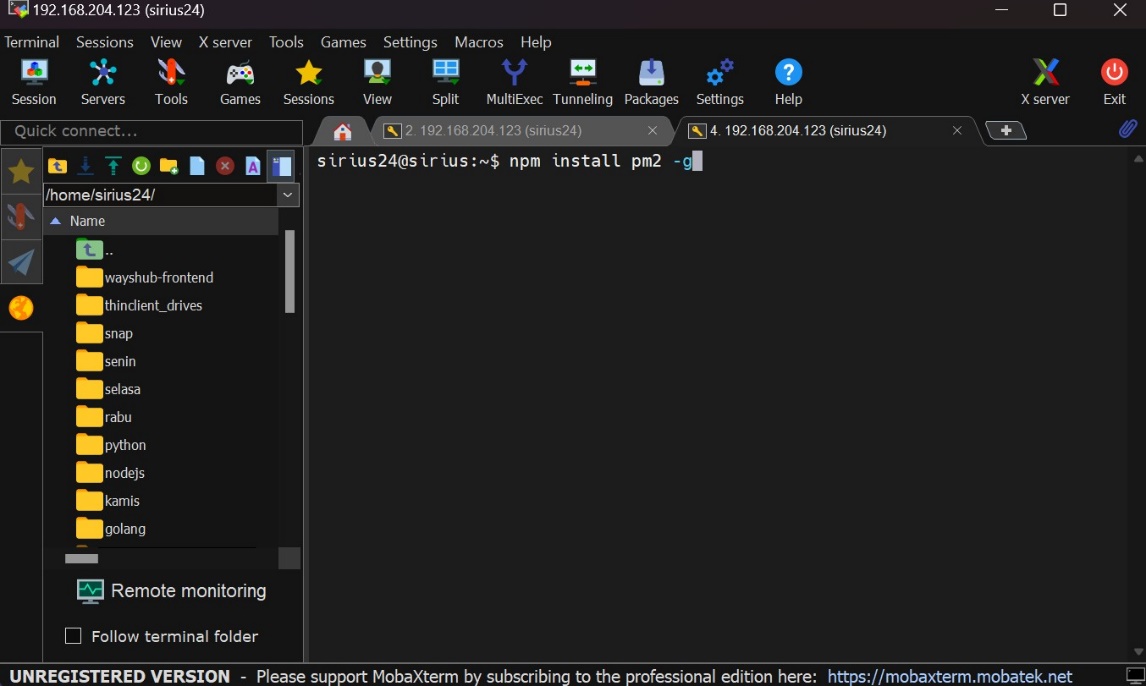 192.168.204.123 (sirius24)
Terminal Sessions View X server Tools Games Settings Macros Help
Session Servers Tools Games Sessions View Split MultiExec Tunneling Packages Settings Help X server Exit
Quick connect...
2. 192.168.204.123 (sirius24)
4. 192.168.204.123 (sirius24)
/home/sirius24/
Name
..
wayshub-frontend
thinclient_drives
snap
senin
selasa
rabu
python
nodejs
kamis
golang
Remote monitoring
Follow terminal folder
sirius24@sirius:~$ npm install pm2 -g
UNREGISTERED VERSION - Please support MobaXterm by subscribing to the professional edition here: https://mobaxterm.mobatek.net